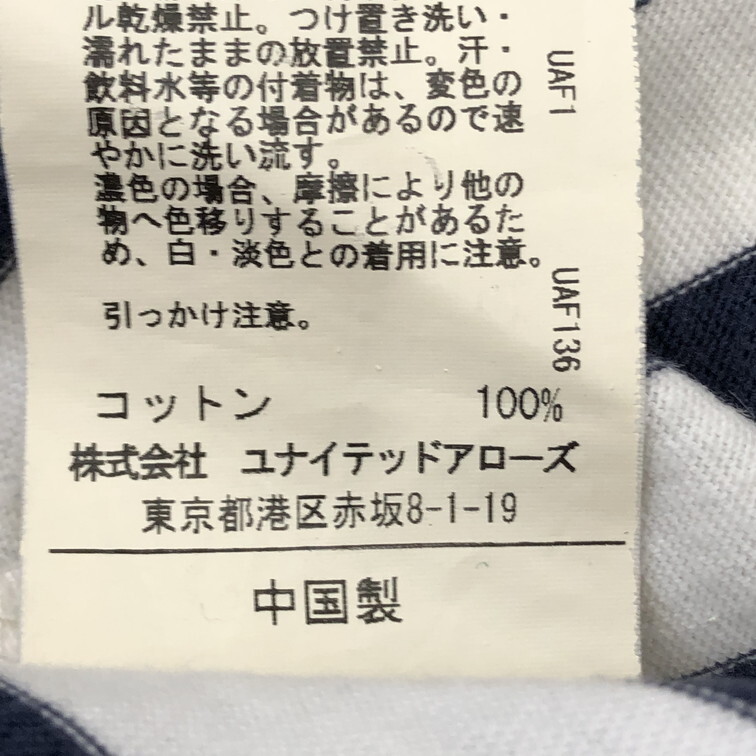 ル乾燥禁止。つけ置き洗い・
濡れたままの放置禁止。汗・
飲料水等の付着物は、変色の
原因となる場合があるので速
やかに洗い流す。
濃色の場合、摩擦により他の
物へ色移りすることがあるた
め、白・淡色との着用に注意。
引っかけ注意。
UAF1
UAF136
コットン 100%
株式会社 ユナイテッドアローズ
東京都港区赤坂8-1-19
中国製